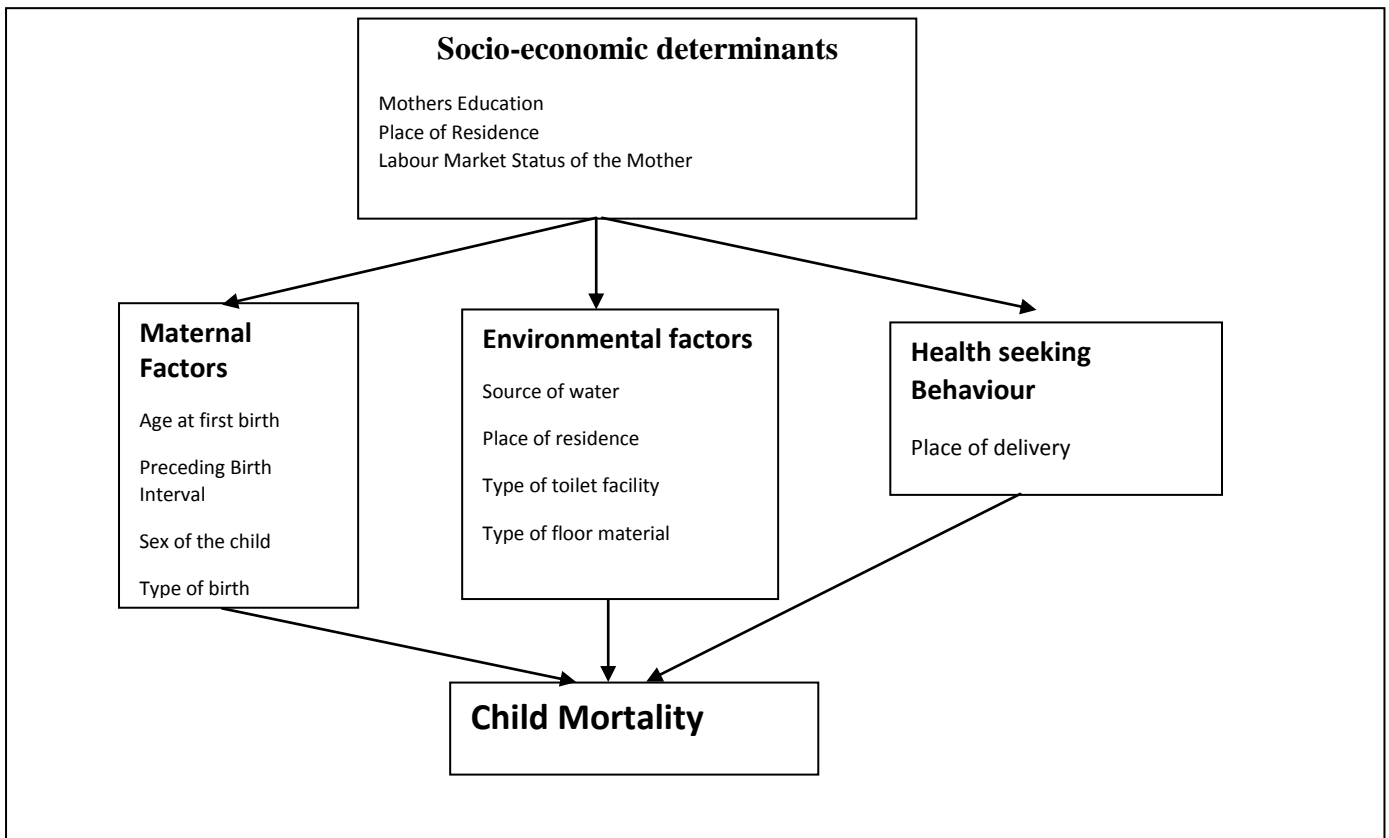 Socio-economic determinants
Mothers Education
Place of Residence
Labour Market Status of the Mother
Maternal
Factors
Age at first birth
Preceding Birth
Interval
Sex of the child
Type of birth
Environmental factors
Source of water
Place of residence
Type of toilet facility
Type of floor material
Health seeking
Behaviour
Place of delivery
Child Mortality